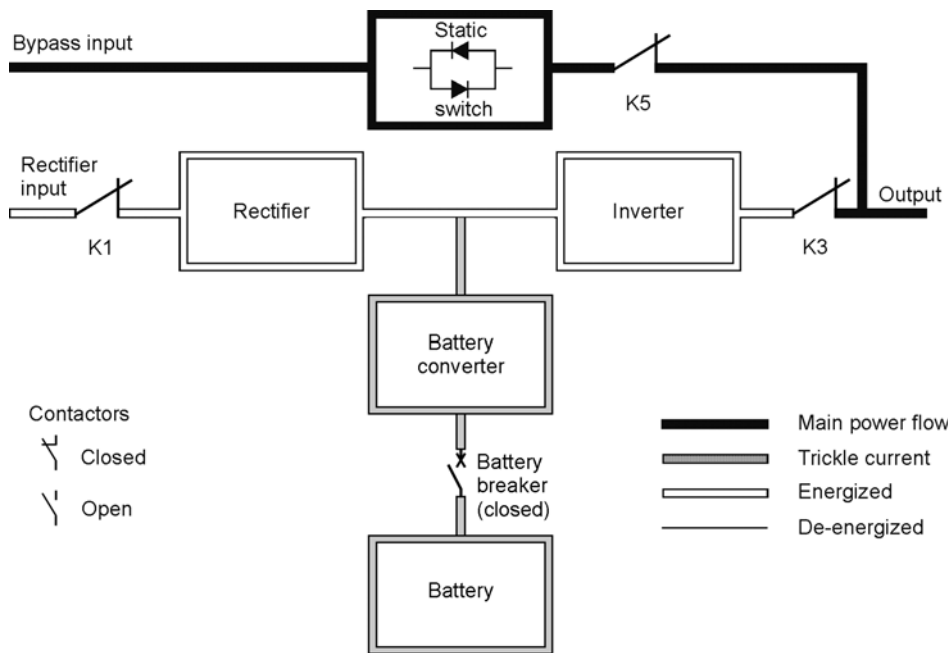 Bypass input
Static
switch
K5
Rectifier
input
K1
Rectifier
Inverter
K3
Output
Battery
converter
Battery
breaker
(closed)
Battery
Contactors
Closed
Open
Main power flow
Trickle current
Energized
De-energized